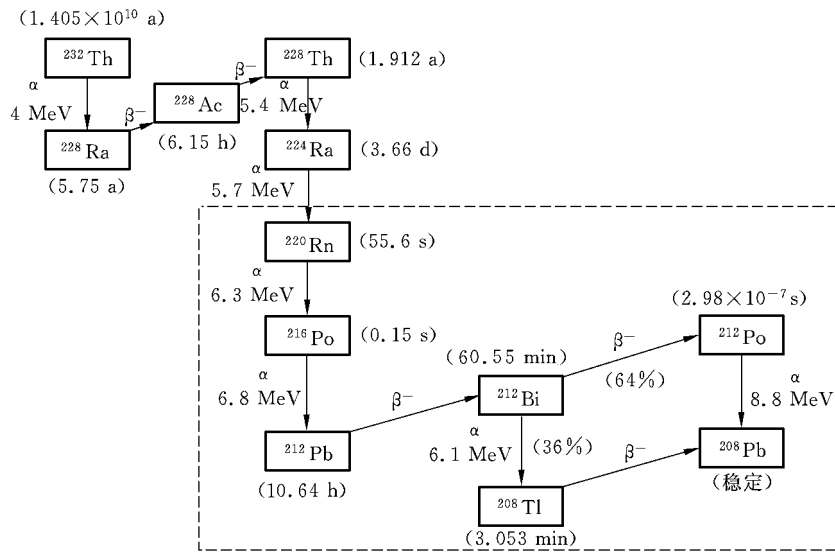 (1.405×10¹⁰ a)
²³²Th
²²⁸Th
(1.912 a)
α
4 MeV
β⁻
²²⁸Ac
β⁻
α
5.4 MeV
²²⁸Ra
(6.15 h)
²²⁴Ra
(3.66 d)
(5.75 a)
α
5.7 MeV
²²⁰Rn
(55.6 s)
α
6.3 MeV
(2.98×10⁻⁷s)
²¹⁶Po
(0.15 s)
²¹²Po
(60.55 min)
β⁻
(64%)
α
6.8 MeV
β⁻
²¹²Bi
α
8.8 MeV
²¹²Pb
α
6.1 MeV
(36%)
β⁻
²⁰⁸Pb
(10.64 h)
(稳定)
²⁰⁸Tl
(3.053 min)